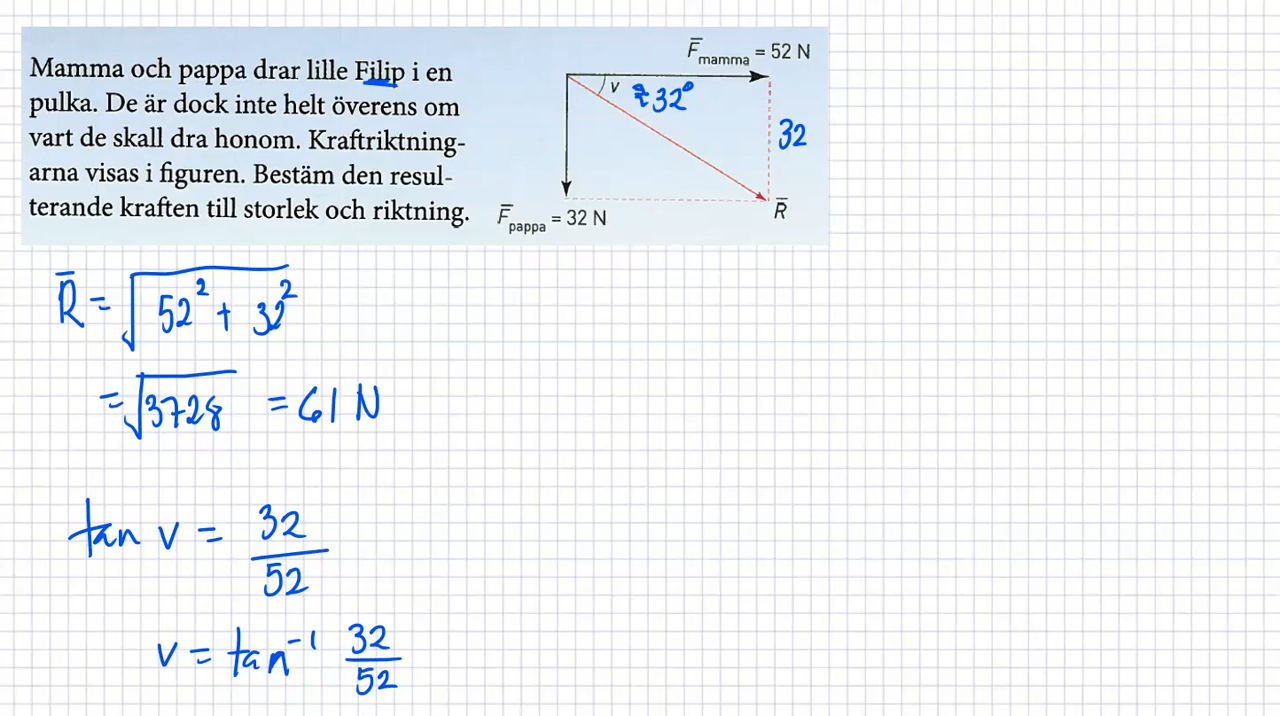 Mamma och pappa drar lille Filip i en
pulka. De är dock inte helt överens om
vart de skall dra honom. Kraftriktning-
arna visas i figuren. Bestäm den resul-
terande kraften till storlek och riktning.
F̅mamma = 52 N
v ≈ 32°
32
F̅pappa = 32 N
R̅
R̅ = √(52² + 32²)
= √3728 = 61 N
tan v = 32/52
v = tan⁻¹ 32/52